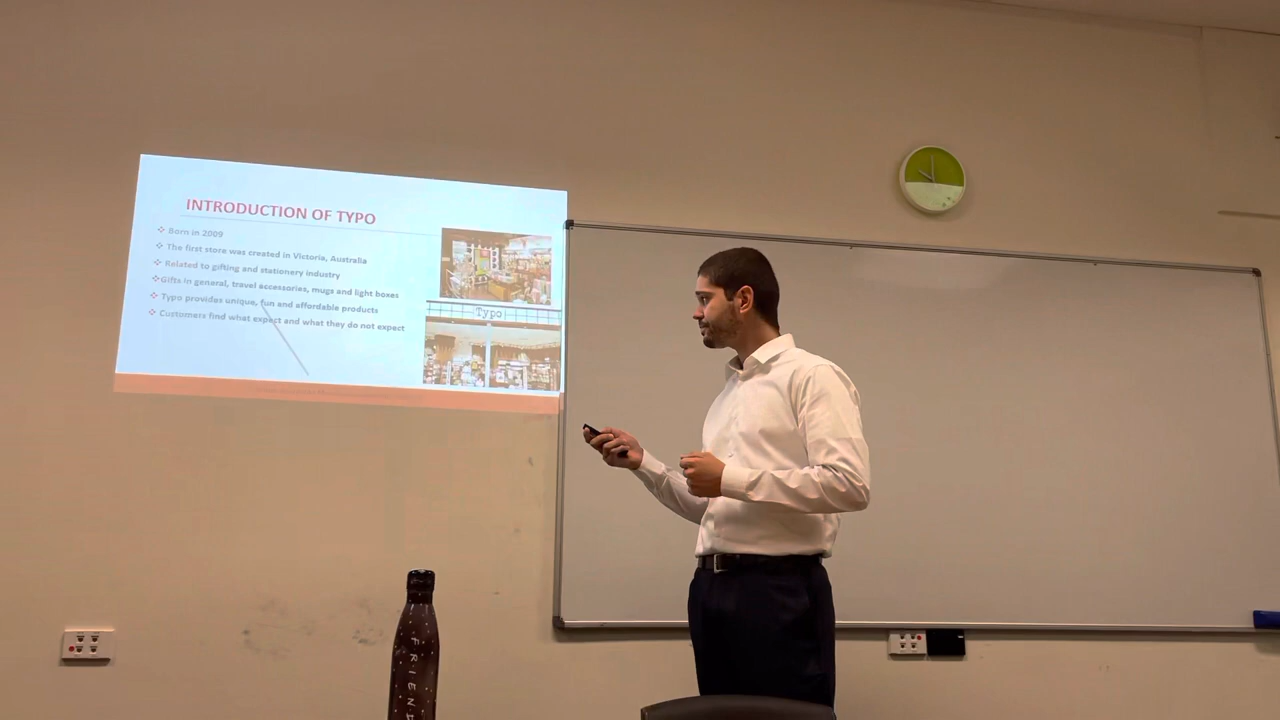 INTRODUCTION OF TYPO
Born in 2009
The first store was created in Victoria, Australia
Related to gifting and stationery industry
Gifts in general, travel accessories, mugs and light boxes
Typo provides unique, fun and affordable products
Customers find what expect and what they do not expect
Typo
FRIEND